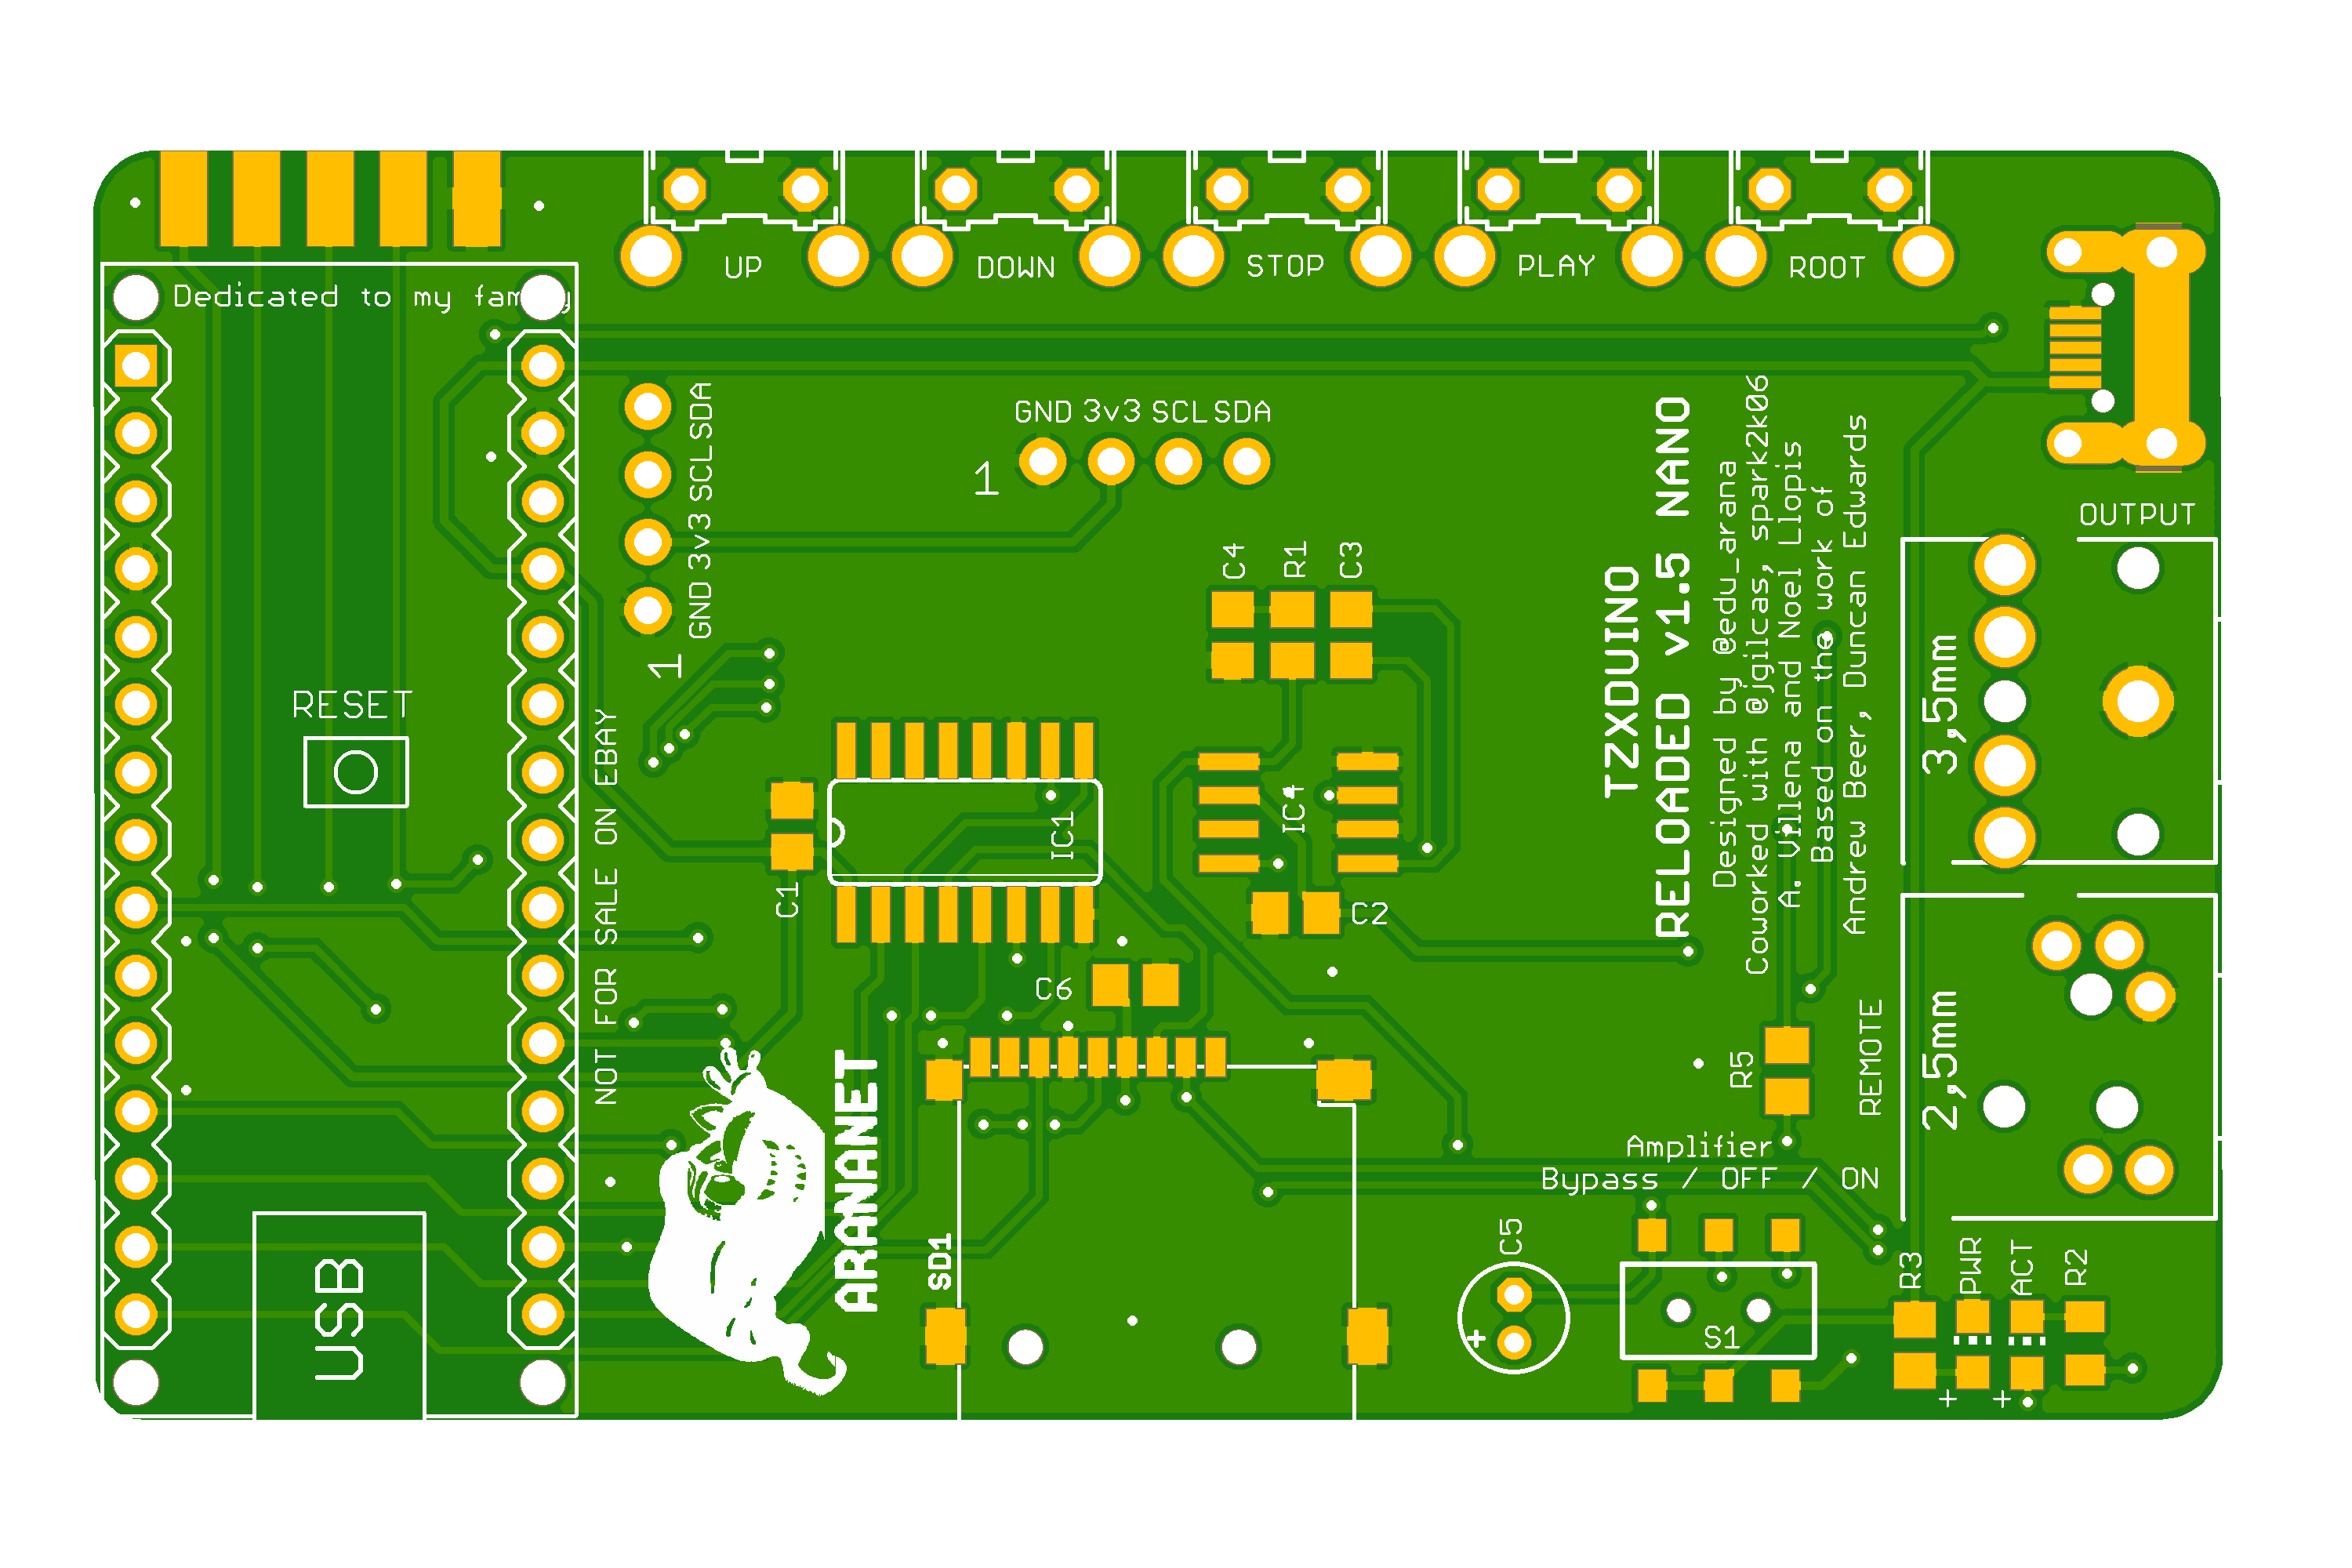 UP
DOWN
STOP
PLAY
ROOT
Dedicated to my
GND 3v3 SCL SDA
1
GND 3v3 SCL SDA
1
RESET
NOT FOR SALE ON EBAY
USB
C1
IC1
C4
R1
C3
IC4
C2
C6
SD1
ARANANET
TZXDUINO
RELOADED v1.5 NANO
Designed by @edu_arana
Coworked with @jgilcas, spark2k06
A. Villena and Noel Llopis
Based on the work of
Andrew Beer, Duncan Edwards
OUTPUT
3,5mm
2,5mm
REMOTE
R5
Amplifier
Bypass / OFF / ON
C5
+
S1
R3
PWR
ACT
R2
+
+